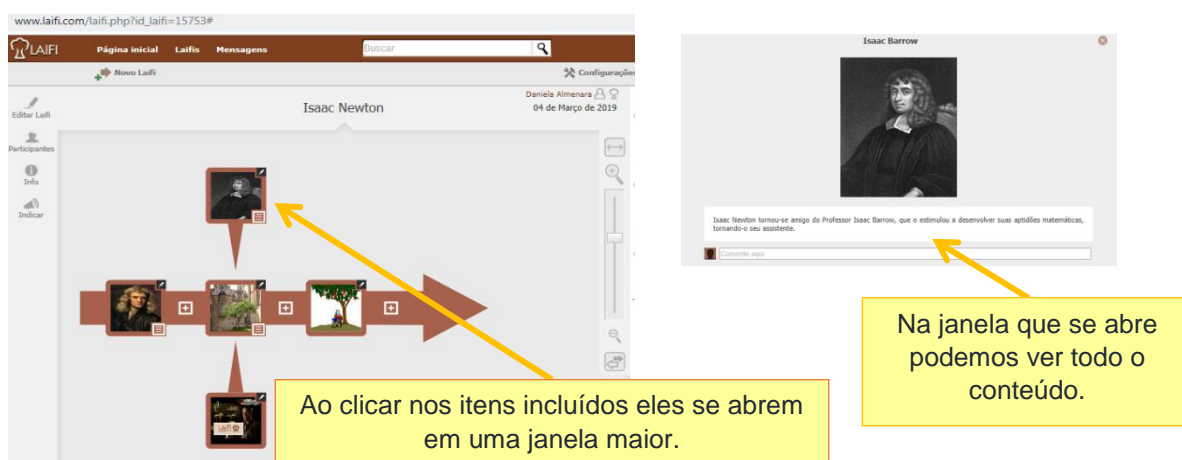 www.laifi.com/laifi.php?id_laifi=15753#
LAIFI
Página inicial Laifis Mensagens
Buscar
Novo Laifi
Configurações
Editar Laifi
Participantes
Info
Indicar
Isaac Newton
Daniela Almenara
04 de Março de 2019
Laifi
Ao clicar nos itens incluídos eles se abrem
em uma janela maior.
Isaac Barrow
Isaac Newton tornou-se amigo do Professor Isaac Barrow, que o estimulou a desenvolver suas aptidões matemáticas,
tornando-o seu assistente.
Comente aqui
Na janela que se abre
podemos ver todo o
conteúdo.